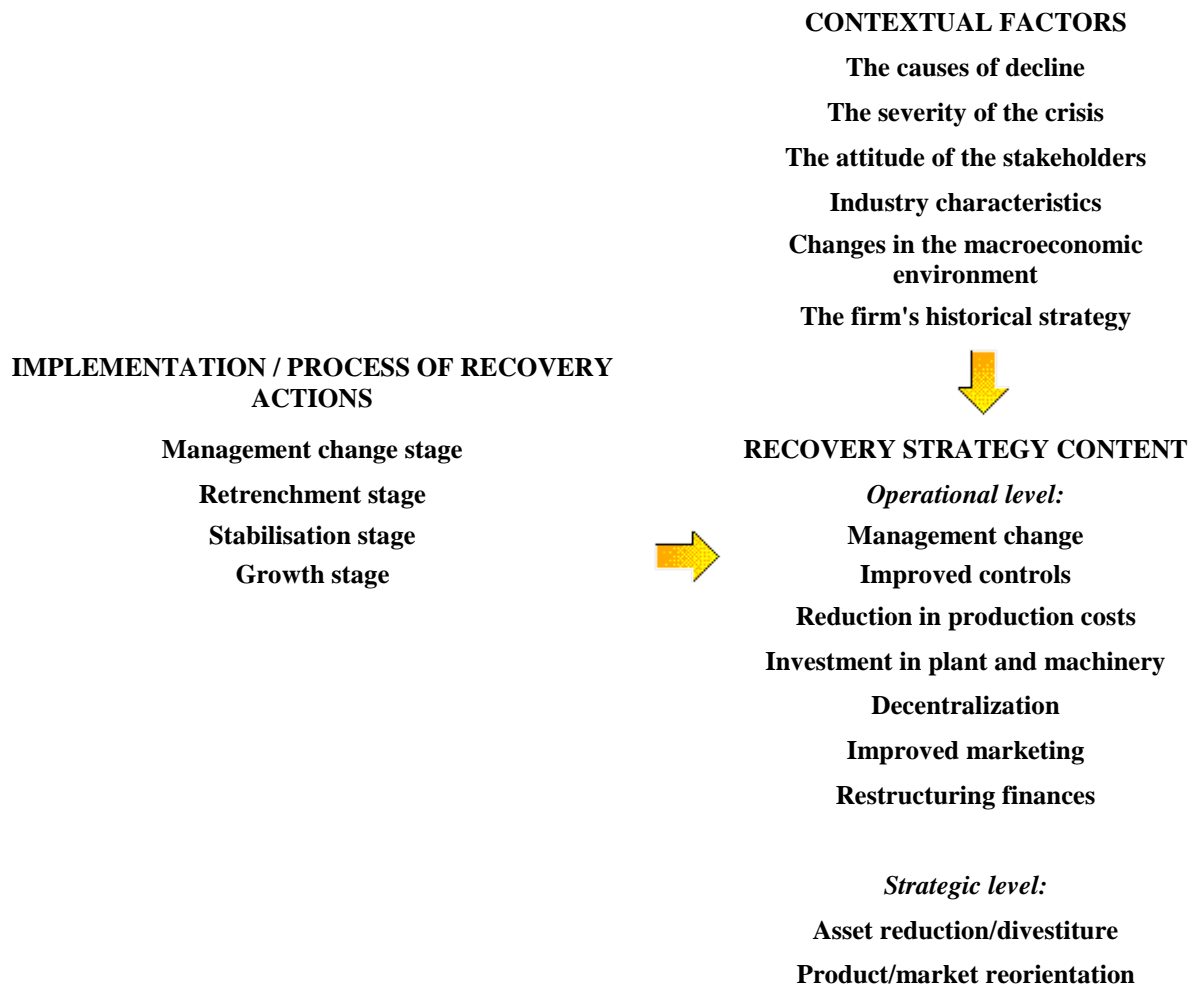 CONTEXTUAL FACTORS
The causes of decline
The severity of the crisis
The attitude of the stakeholders
Industry characteristics
Changes in the macroeconomic
environment
The firm's historical strategy
IMPLEMENTATION / PROCESS OF RECOVERY
ACTIONS
Management change stage
Retrenchment stage
Stabilisation stage
Growth stage
RECOVERY STRATEGY CONTENT
Operational level:
Management change
Improved controls
Reduction in production costs
Investment in plant and machinery
Decentralization
Improved marketing
Restructuring finances
Strategic level:
Asset reduction/divestiture
Product/market reorientation